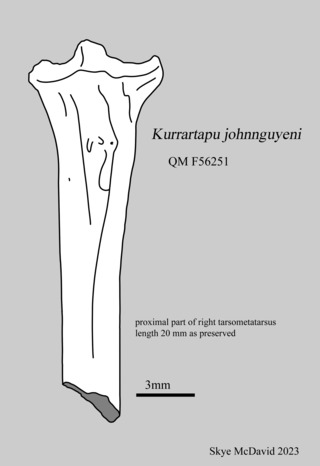 Kurrartapu johnnguyeni
QM F56251
proximal part of right tarsometatarsus
length 20 mm as preserved
3mm
Skye McDavid 2023